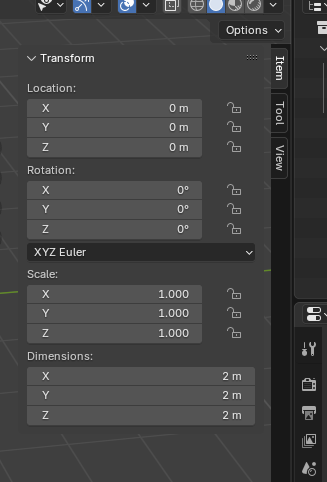 Options
Transform
Location:
X 0 m
Y 0 m
Z 0 m
Rotation:
X 0°
Y 0°
Z 0°
XYZ Euler
Scale:
X 1.000
Y 1.000
Z 1.000
Dimensions:
X 2 m
Y 2 m
Z 2 m
Item
Tool
View